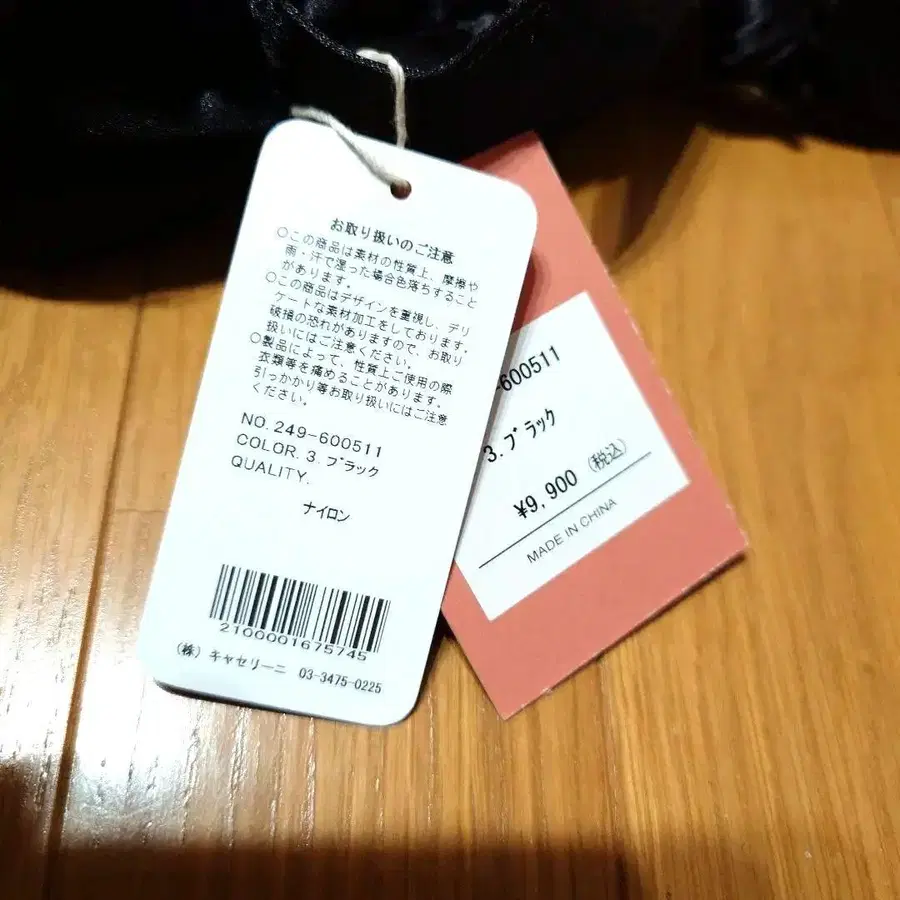 お取り扱いのご注意
○この商品は素材の性質上、摩擦や
雨・汗で湿った場合色落ちすること
があります。
○この商品はデザインを重視し、デリ
ケートな素材加工をしております。
破損の恐れがありますので、お取り
扱いにはご注意ください。
○製品によって、性質上ご使用の際
衣類等を痛めることがあります。
引っかかり等お取り扱いにはご注意
ください。
NO. 249-600511
COLOR. 3. ブラック
QUALITY.
ナイロン
2100001675745
(株) キャセリーニ 03-3475-0225
-600511
3. ブラック
¥9,900 (税込)
MADE IN CHINA